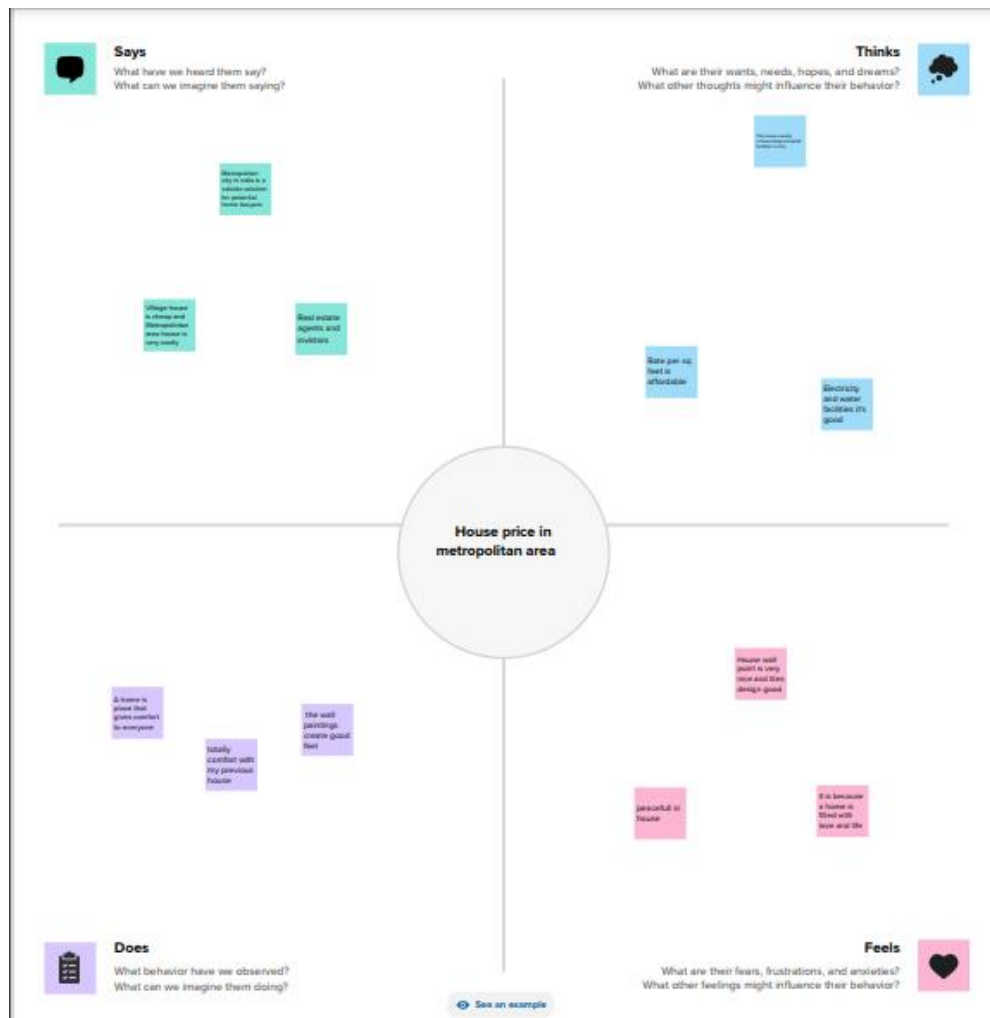 Says
What have we heard them say?
What can we imagine them saying?
Thinks
What are their wants, needs, hopes, and dreams?
What other thoughts might influence their behavior?
Metropolitan
city in india is a
solution
for potential
home buyers
Village house
is cheap and
Metropolitan
area house is
very costly
Real estate
agents and
Rate per sq.
feet is
affordable
Electricity
and water
facilities it's
good
House price in
metropolitan area
A home is
place that
gives comfort
to everyone
totally
comfort with
my previous
house
the wall
paintings
create good
feel
House wall
paint is very
nice and tiles
design good
peacefull in
house
it is because
a home is
filled with
love and life
Does
What behavior have we observed?
What can we imagine them doing?
Feels
What are their fears, frustrations, and anxieties?
What other feelings might influence their behavior?
See an example